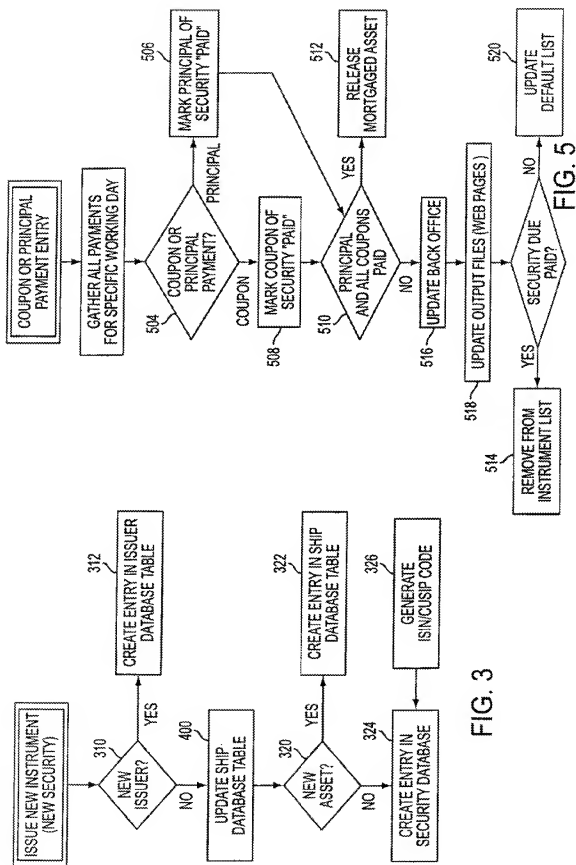 ISSUE NEW INSTRUMENT
(NEW SECURITY)
310
NEW
ISSUER?
YES
312
CREATE ENTRY IN ISSUER
DATABASE TABLE
NO
400
UPDATE SHIP
DATABASE TABLE
320
NEW
ASSET?
YES
322
CREATE ENTRY IN SHIP
DATABASE TABLE
NO
324
CREATE ENTRY IN
SECURITY DATABASE
326
GENERATE
ISIN/CUSIP CODE
FIG. 3
COUPON OR PRINCIPAL
PAYMENT ENTRY
GATHER ALL PAYMENTS
FOR SPECIFIC WORKING DAY
504
COUPON OR
PRINCIPAL
PAYMENT?
PRINCIPAL
506
MARK PRINCIPAL OF
SECURITY "PAID"
COUPON
MARK COUPON OF
SECURITY "PAID"
508
510
PRINCIPAL
AND ALL COUPONS
PAID
YES
512
RELEASE
MORTGAGED ASSET
NO
516
UPDATE BACK OFFICE
518
UPDATE OUTPUT FILES (WEB PAGES )
SECURITY DUE
PAID?
YES
514
REMOVE FROM
INSTRUMENT LIST
NO
520
UPDATE
DEFAULT LIST
FIG. 5